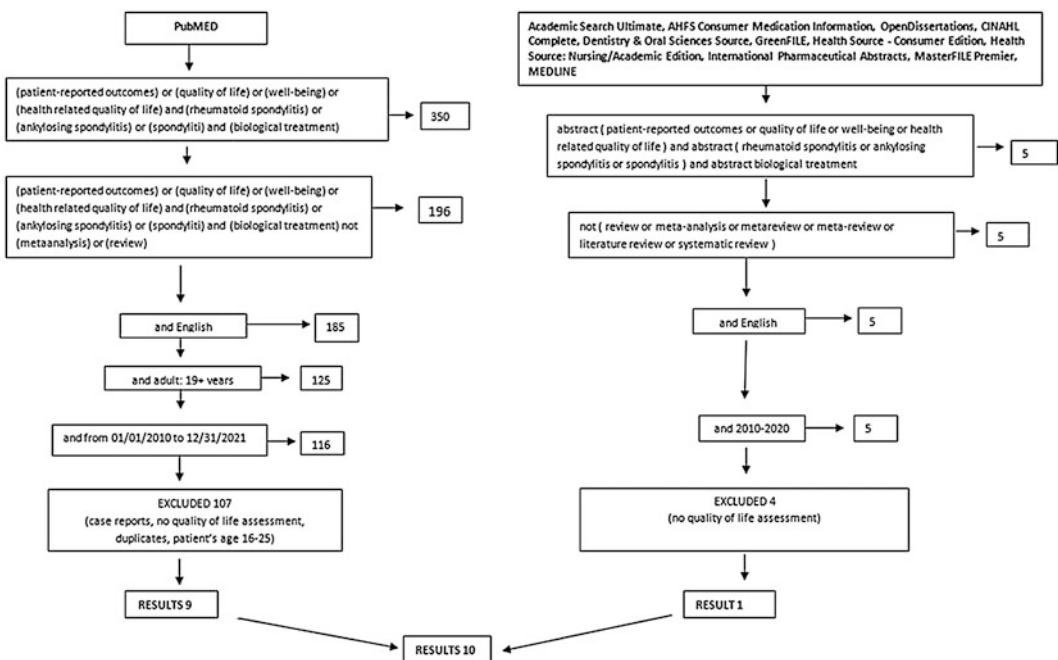 PubMED
(patient-reported outcomes) or (quality of life) or (well-being) or
(health related quality of life) and (rheumatoid spondylitis) or
(ankylosing spondylitis) or (spondyliti) and (biological treatment)
350
(patient-reported outcomes) or (quality of life) or (well-being) or
(health related quality of life) and (rheumatoid spondylitis) or
(ankylosing spondylitis) or (spondyliti) and (biological treatment) not
(metaanalysis) or (review)
196
and English
185
and adult: 19+ years
125
and from 01/01/2010 to 12/31/2021
116
EXCLUDED 107
(case reports, no quality of life assessment,
duplicates, patient's age 16-25)
RESULTS 9
Academic Search Ultimate, AHFS Consumer Medication Information, OpenDissertations, CINAHL
Complete, Dentistry & Oral Sciences Source, GreenFILE, Health Source - Consumer Edition, Health
Source: Nursing/Academic Edition, International Pharmaceutical Abstracts, MasterFILE Premier,
MEDLINE
abstract ( patient-reported outcomes or quality of life or well-being or health
related quality of life ) and abstract ( rheumatoid spondylitis or ankylosing
spondylitis or spondylitis ) and abstract biological treatment
5
not ( review or meta-analysis or metareview or meta-review or
literature review or systematic review )
5
and English
5
and 2010-2020
5
EXCLUDED 4
(no quality of life assessment)
RESULT 1
RESULTS 10